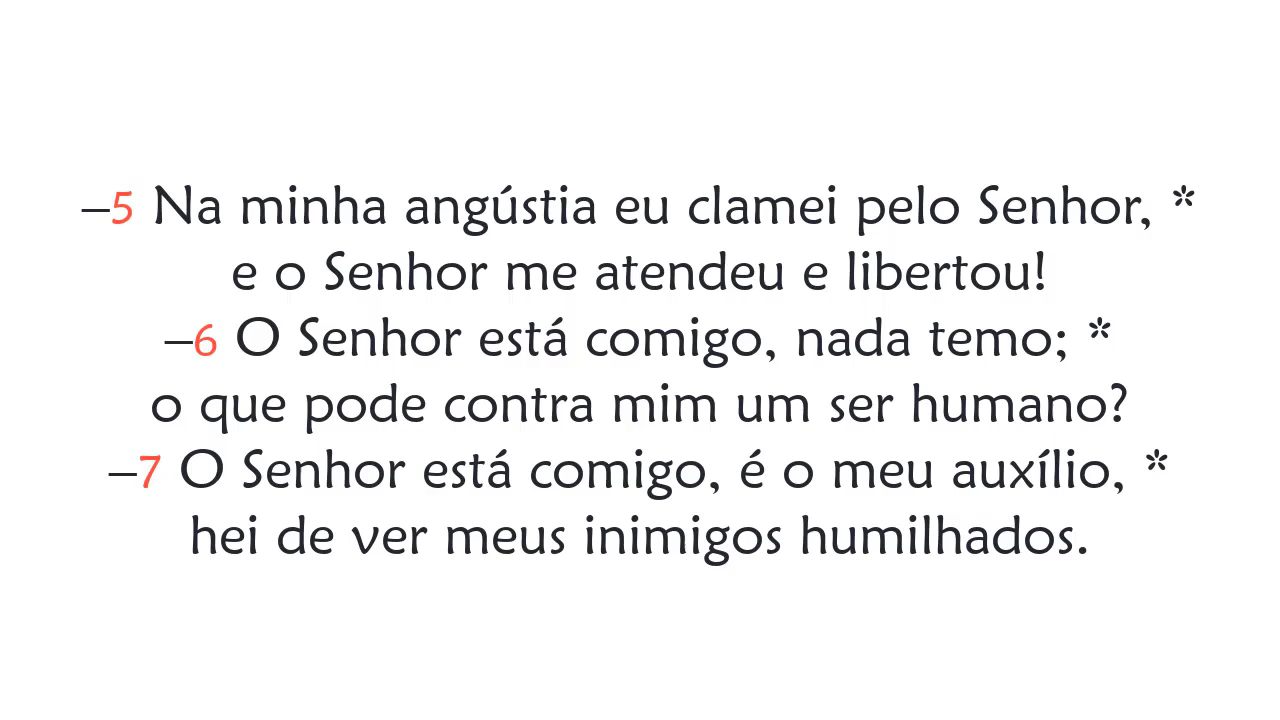 –5 Na minha angústia eu clamei pelo Senhor, *
e o Senhor me atendeu e libertou!
–6 O Senhor está comigo, nada temo; *
o que pode contra mim um ser humano?
–7 O Senhor está comigo, é o meu auxílio, *
hei de ver meus inimigos humilhados.